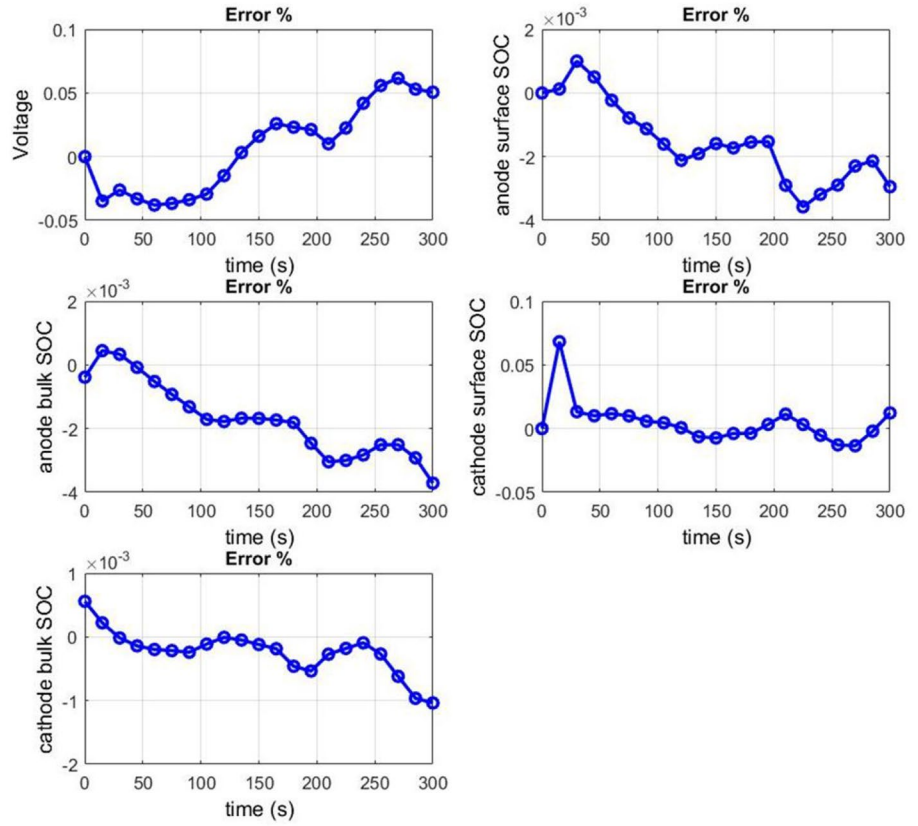 Error %
0.1
0.05
0
-0.05
Voltage
0 50 100 150 200 250 300
time (s)
×10⁻³
Error %
2
0
-2
-4
anode surface SOC
0 50 100 150 200 250 300
time (s)
×10⁻³
Error %
2
0
-2
-4
anode bulk SOC
0 50 100 150 200 250 300
time (s)
Error %
0.1
0.05
0
-0.05
cathode surface SOC
0 50 100 150 200 250 300
time (s)
×10⁻³
Error %
1
0
-1
-2
cathode bulk SOC
0 50 100 150 200 250 300
time (s)